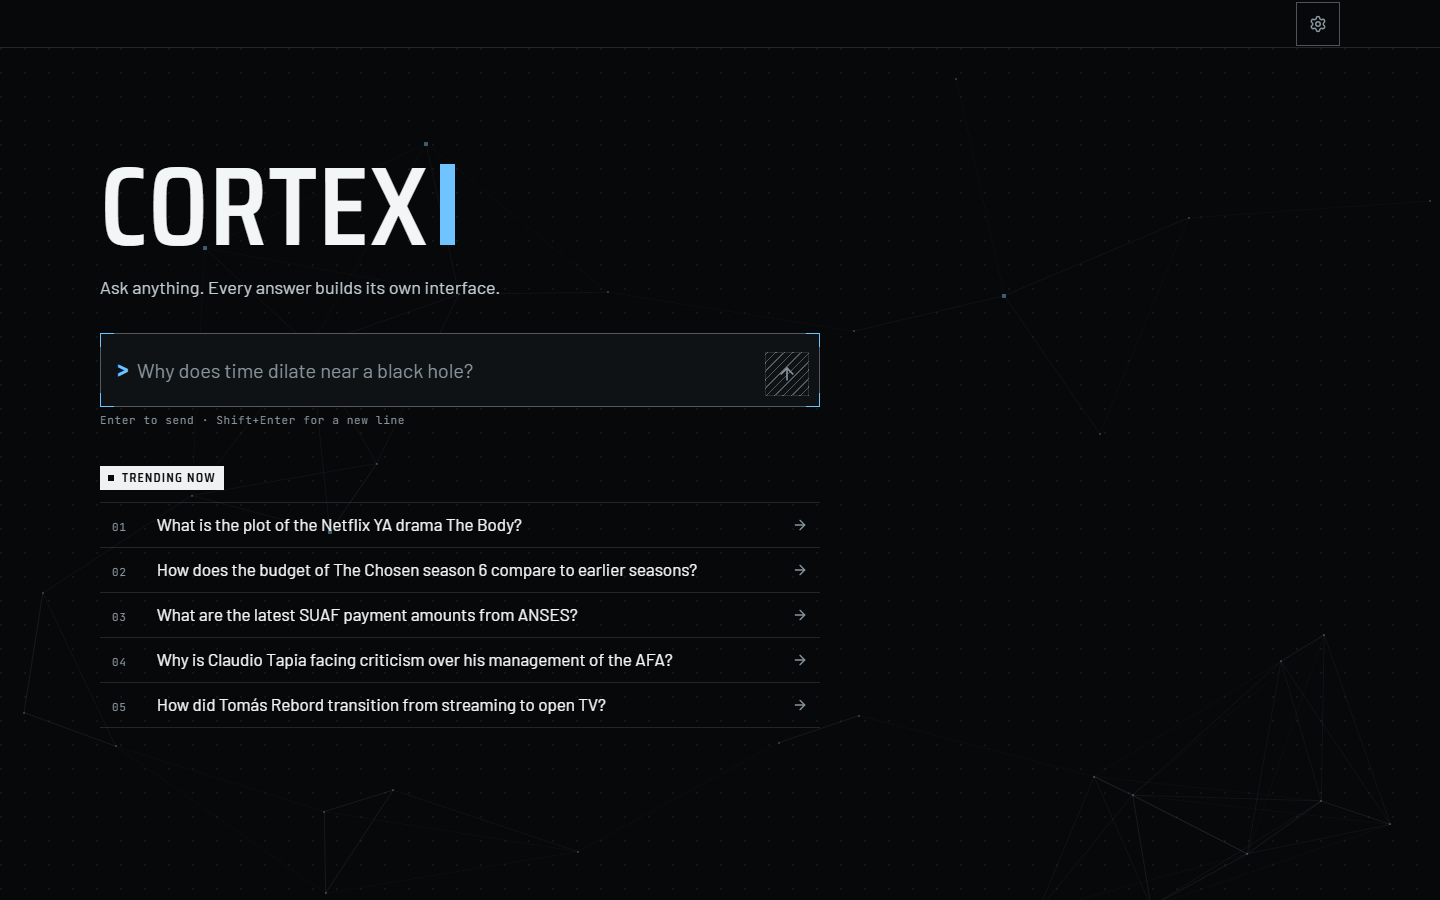 CORTEX
Ask anything. Every answer builds its own interface.
> Why does time dilate near a black hole?
Enter to send · Shift+Enter for a new line
TRENDING NOW
01 What is the plot of the Netflix YA drama The Body?
02 How does the budget of The Chosen season 6 compare to earlier seasons?
03 What are the latest SUAF payment amounts from ANSES?
04 Why is Claudio Tapia facing criticism over his management of the AFA?
05 How did Tomás Rebord transition from streaming to open TV?